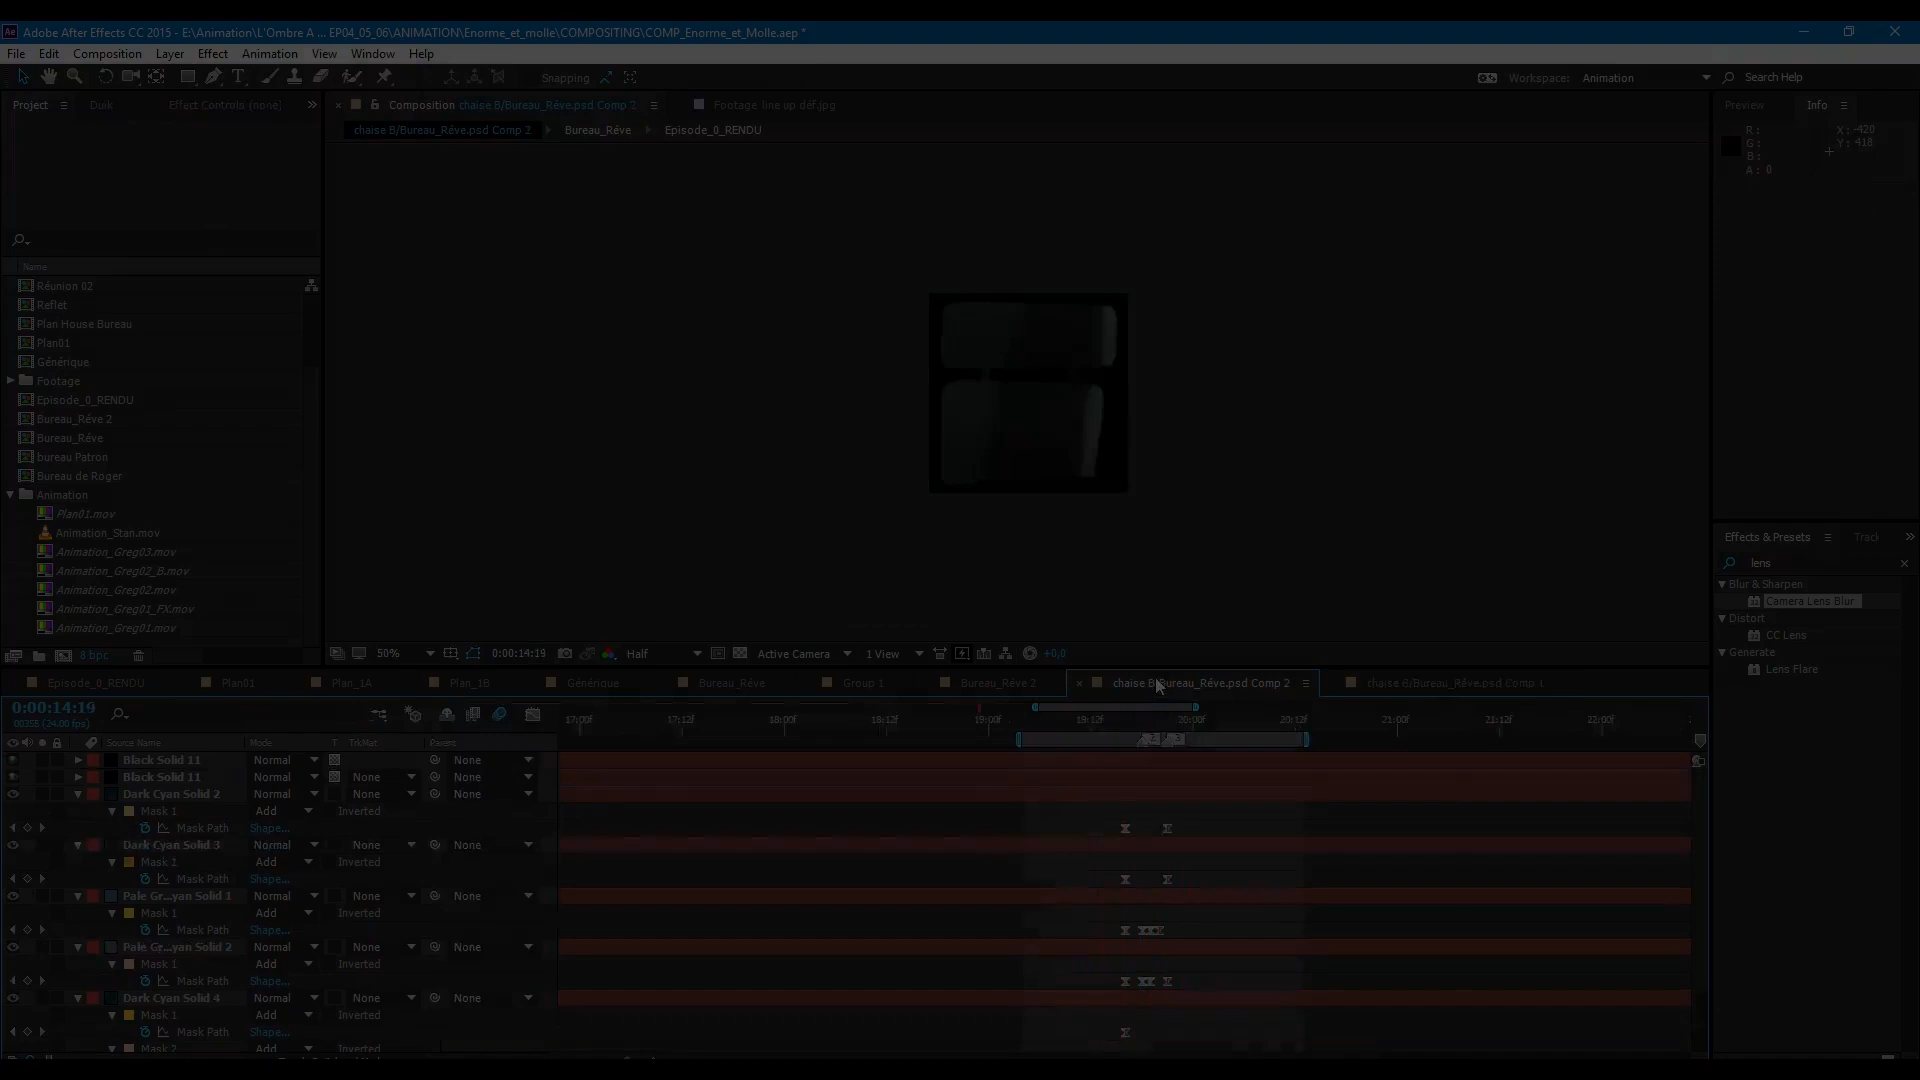 Adobe After Effects CC 2015 - E:\Animation\L'Ombre A ... EP04_05_06\ANIMATION\Enorme_et_molle\COMPOSITING\COMP_Enorme_et_Molle.aep *
File Edit Composition Layer Effect Animation View Window Help
Snapping
Workspace: Animation
Search Help
Project Duik Effect Controls (none)
Composition chaise B/Bureau_Réve.psd Comp 2
Footage line up déf.jpg
Preview Info
chaise B/Bureau_Réve.psd Comp 2 Bureau_Réve Episode_0_RENDU
R: X: -420
G: Y: 418
B:
A: 0
Name
Réunion 02
Reflet
Plan House Bureau
Plan01
Générique
Footage
Episode_0_RENDU
Bureau_Réve 2
Bureau_Réve
bureau Patron
Bureau de Roger
Animation
Plan01.mov
Animation_Stan.mov
Animation_Greg03.mov
Animation_Greg02_B.mov
Animation_Greg02.mov
Animation_Greg01_FX.mov
Animation_Greg01.mov
8 bpc
Effects & Presets Track
lens
Blur & Sharpen
Camera Lens Blur
Distort
CC Lens
Generate
Lens Flare
50% 0:00:14:19 Half Active Camera 1 View +0,0
Episode_0_RENDU Plan01 Plan_1A Plan_1B Générique Bureau_Réve Group 1 Bureau_Réve 2 chaise B/Bureau_Réve.psd Comp 2 chaise B/Bureau_Réve.psd Comp 1
0:00:14:19
00355 (24.00 fps)
17:00f 17:12f 18:00f 18:12f 19:00f 19:12f 20:00f 20:12f 21:00f 21:12f 22:00f
Source Name Mode T TrkMat Parent
2 3
Black Solid 11 Normal None
Black Solid 11 Normal None None
Dark Cyan Solid 2 Normal None None
Mask 1 Add Inverted
Mask Path Shape...
Dark Cyan Solid 3 Normal None None
Mask 1 Add Inverted
Mask Path Shape...
Pale Gr...yan Solid 1 Normal None None
Mask 1 Add Inverted
Mask Path Shape...
Pale Gr...yan Solid 2 Normal None None
Mask 1 Add Inverted
Mask Path Shape...
Dark Cyan Solid 4 Normal None None
Mask 1 Add Inverted
Mask Path Shape...
Mask 2 Add Inverted